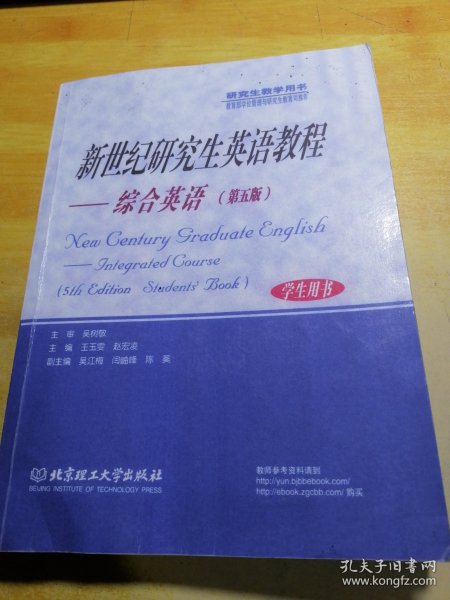 研究生教学用书
教育部学位管理与研究生教育司推荐
新世纪研究生英语教程
——综合英语（第五版）
New Century Graduate English
——Integrated Course
(5th Edition Students' Book)
学生用书
主审 吴树敬
主编 王玉雯 赵宏凌
副主编 吴江梅 闫岫峰 陈奚
北京理工大学出版社
BEIJING INSTITUTE OF TECHNOLOGY PRESS
教师参考资料请到
http://yun.bjbbebook.com/
http://ebook.zgcbb.com/ 购买
孔夫子旧书网
www.kongfz.com